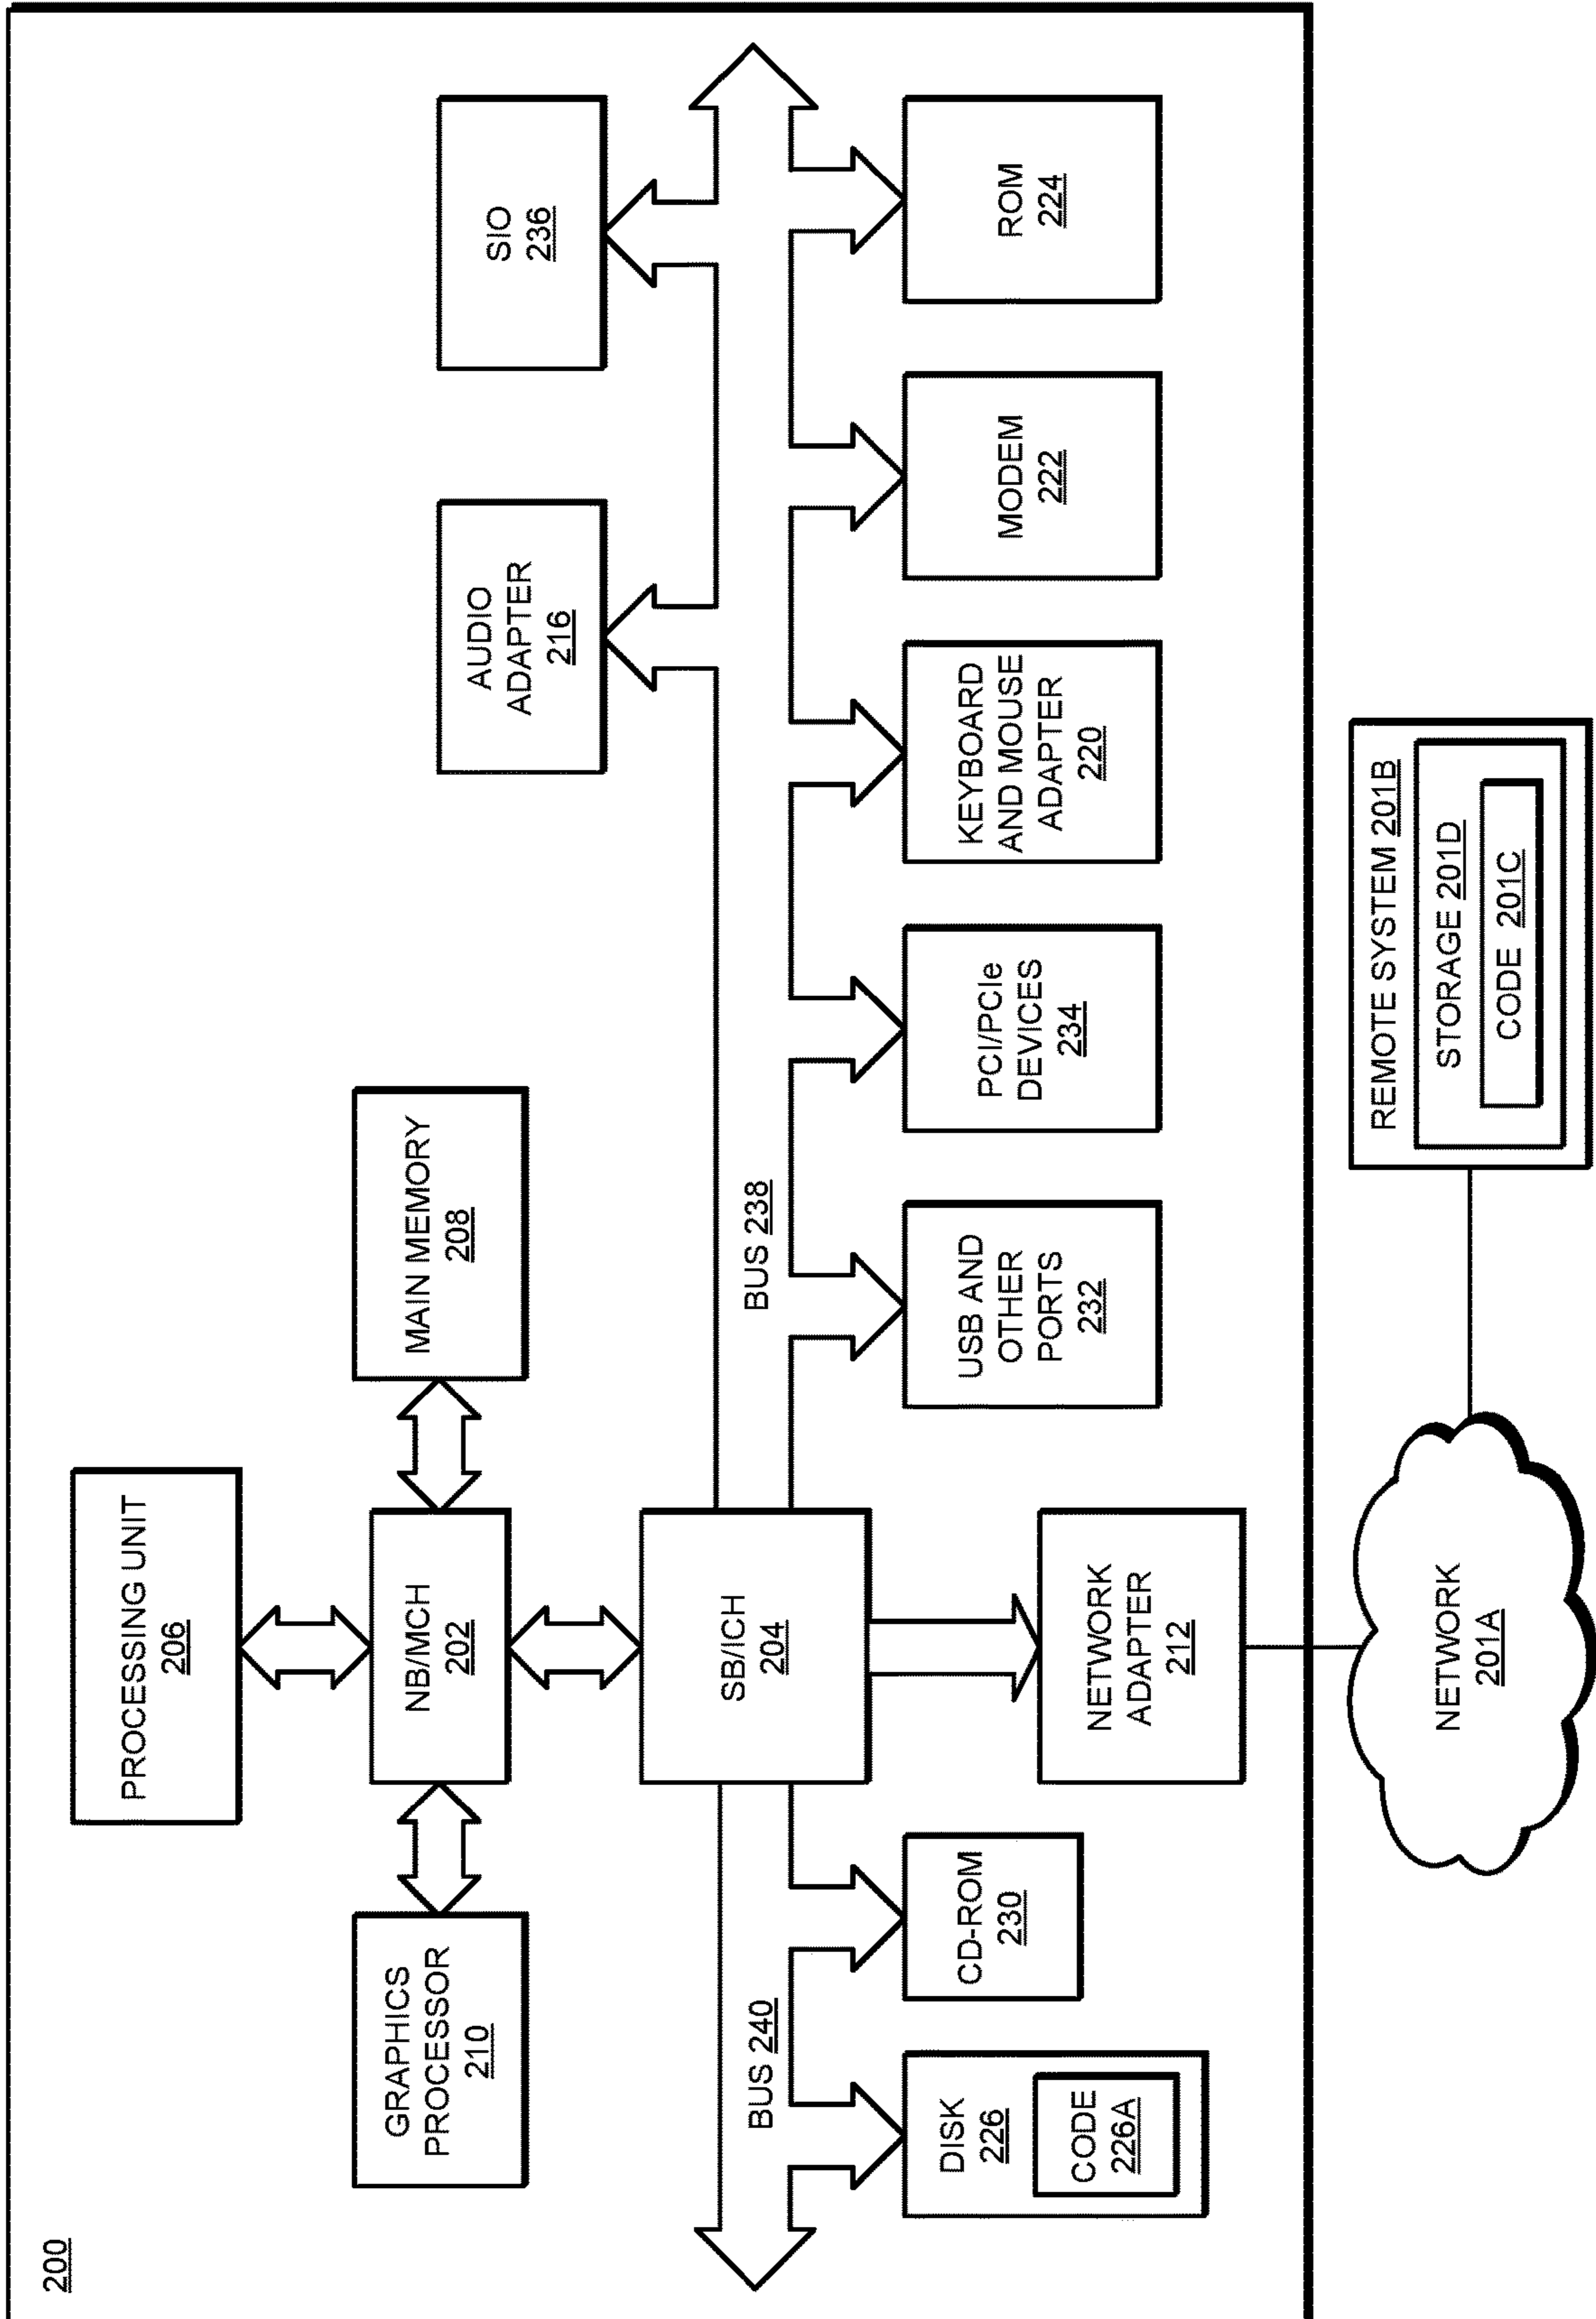 200
PROCESSING UNIT
206
GRAPHICS
PROCESSOR
210
NB/MCH
202
MAIN MEMORY
208
AUDIO
ADAPTER
216
SIO
236
SB/ICH
204
BUS 240
BUS 238
DISK
226
CODE
226A
CD-ROM
230
NETWORK
ADAPTER
212
USB AND
OTHER
PORTS
232
PCI/PCIe
DEVICES
234
KEYBOARD
AND MOUSE
ADAPTER
220
MODEM
222
ROM
224
NETWORK
201A
REMOTE SYSTEM 201B
STORAGE 201D
CODE 201C